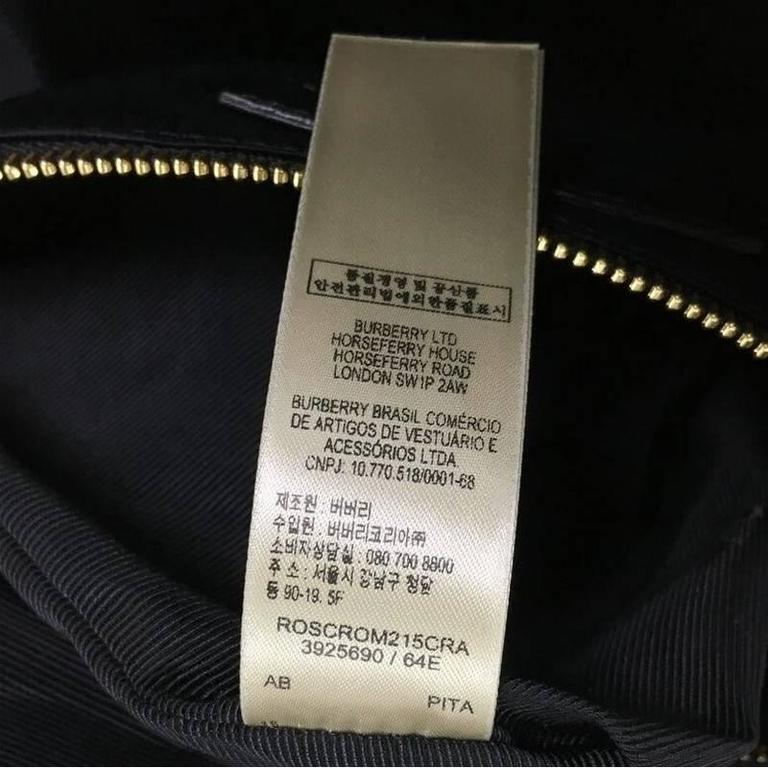 품질경영 및 공산품
안전관리법에의한품질표시
BURBERRY LTD
HORSEFERRY HOUSE
HORSEFERRY ROAD
LONDON SW1P 2AW
BURBERRY BRASIL COMÉRCIO
DE ARTIGOS DE VESTUÁRIO E
ACESSÓRIOS LTDA
CNPJ: 10.770.518/0001-68
제조원 : 버버리
수입원 : 버버리코리아㈜
소비자상담실 : 080 700 8800
주 소 : 서울시 강남구 청담
동 90-19. 5F
ROSCROM215CRA
3925690 / 64E
AB
PITA